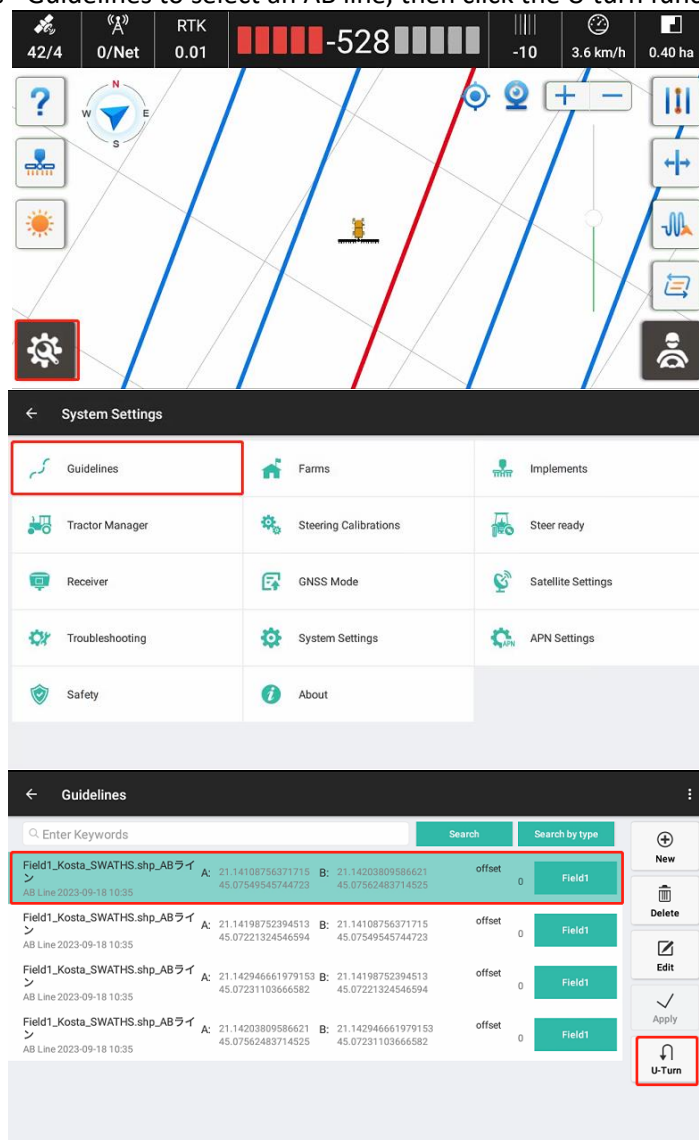 Guidelines to select an AB line, then click the U-turn func
42/4
0/Net
RTK
0.01
-528
-10
3.6 km/h
0.40 ha
?
N
W E
S
+ −
← System Settings
Guidelines
Farms
Implements
Tractor Manager
Steering Calibrations
Steer ready
Receiver
GNSS Mode
Satellite Settings
Troubleshooting
System Settings
APN
APN Settings
Safety
About
← Guidelines
Enter Keywords
Search
Search by type
New
Field1_Kosta_SWATHS.shp_ABライ
ン
AB Line 2023-09-18 10:35
A: 21.14108756371715 B: 21.14203809586621
45.07549545744723 45.07562483714525
offset
0
Field1
Delete
Field1_Kosta_SWATHS.shp_ABライ
ン
AB Line 2023-09-18 10:35
A: 21.14198752394513 B: 21.14108756371715
45.07221324546594 45.07549545744723
offset
0
Field1
Edit
Field1_Kosta_SWATHS.shp_ABライ
ン
AB Line 2023-09-18 10:35
A: 21.142946661979153 B: 21.14198752394513
45.07231103666582 45.07221324546594
offset
0
Field1
Apply
Field1_Kosta_SWATHS.shp_ABライ
ン
AB Line 2023-09-18 10:35
A: 21.14203809586621 B: 21.142946661979153
45.07562483714525 45.07231103666582
offset
0
Field1
U-Turn